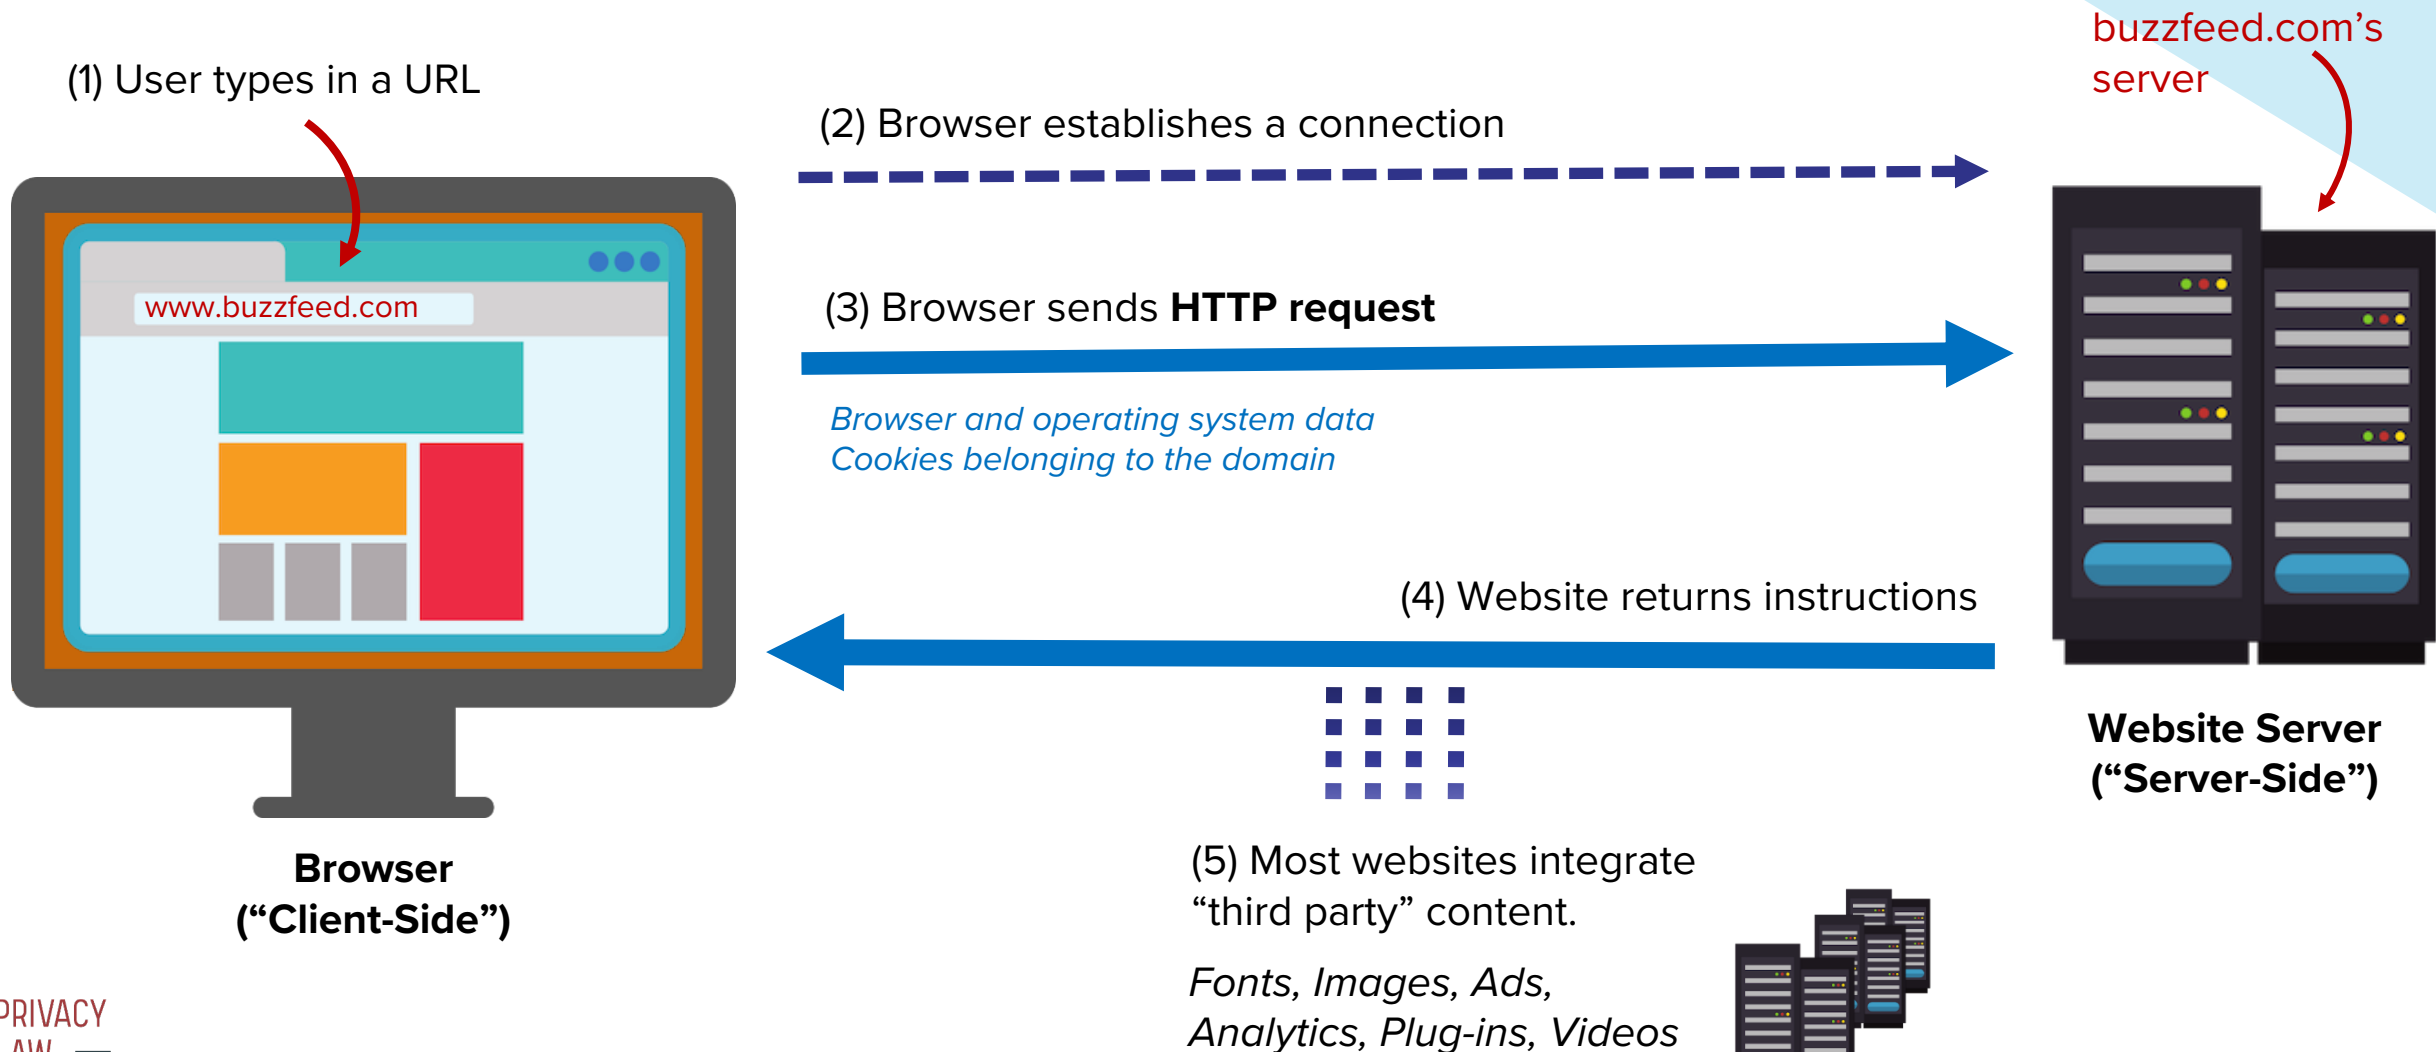 (1) User types in a URL
www.buzzfeed.com
Browser
(“Client-Side”)
(2) Browser establishes a connection
(3) Browser sends HTTP request
Browser and operating system data
Cookies belonging to the domain
(4) Website returns instructions
(5) Most websites integrate
“third party” content.
Fonts, Images, Ads,
Analytics, Plug-ins, Videos
buzzfeed.com’s
server
Website Server
(“Server-Side”)
PRIVACY